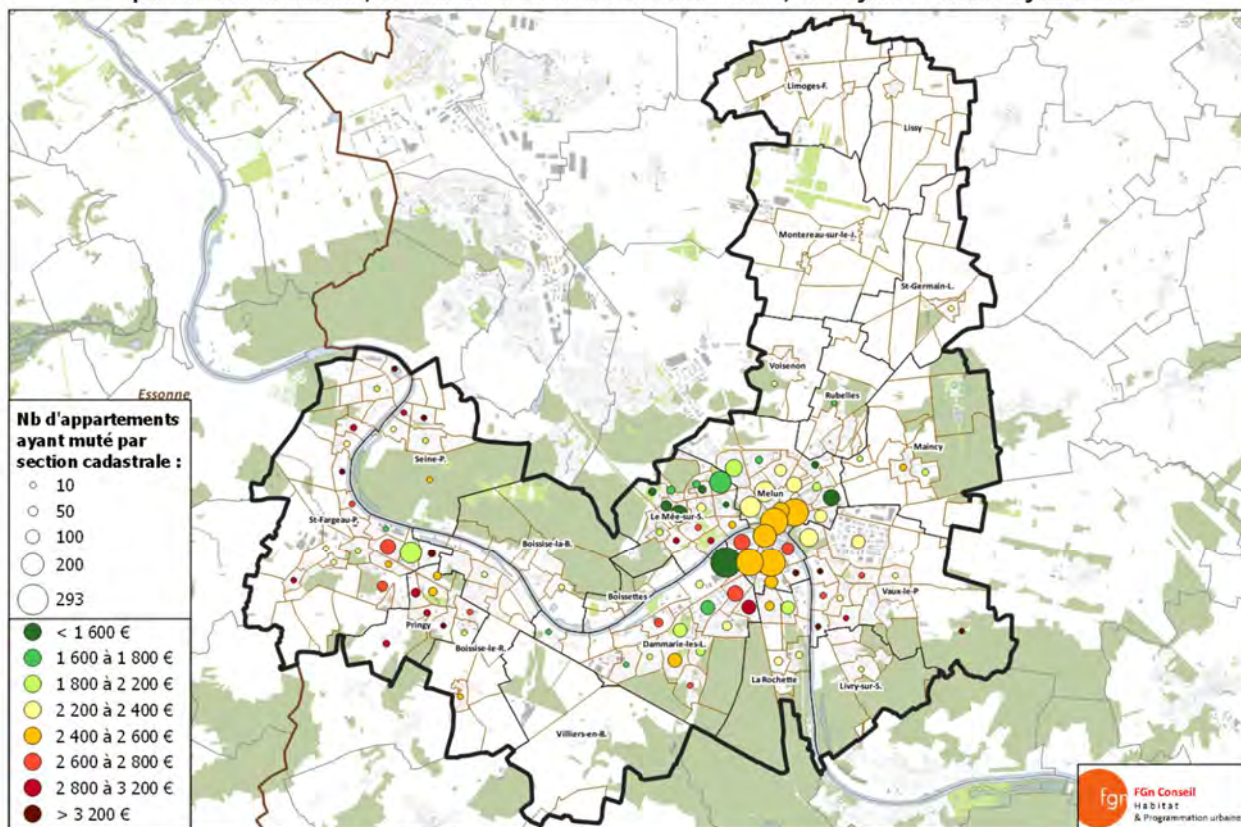 Limoges-F.
Lissy
Montereau-sur-le-J.
St-Germain-L.
Voisenon
Rubelles
Essonne
Maincy
Seine-P.
Melun
Le Mée-sur-S.
St-Fargeau-P.
Boissise-la-B.
Boissettes
Vaux-le-P
Pringy
Boissise-le-R.
Dammarie-les-L.
La Rochette
Livry-sur-S.
Villiers-en-B.
Nb d'appartements
ayant muté par
section cadastrale :
10
50
100
200
293
< 1 600 €
1 600 à 1 800 €
1 800 à 2 200 €
2 200 à 2 400 €
2 400 à 2 600 €
2 600 à 2 800 €
2 800 à 3 200 €
> 3 200 €
fgn
FGn Conseil
Habitat
& Programmation urbaine